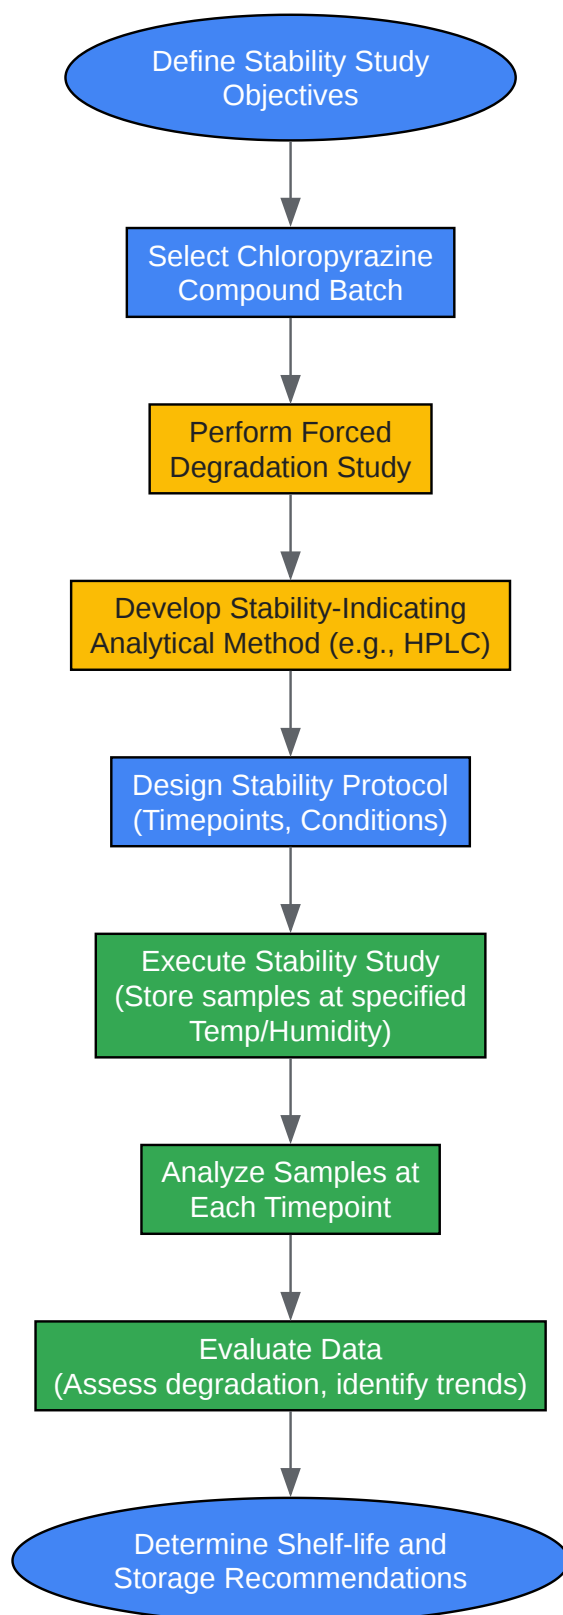 Define Stability Study
Objectives
Select Chloropyrazine
Compound Batch
Perform Forced
Degradation Study
Develop Stability-Indicating
Analytical Method (e.g., HPLC)
Design Stability Protocol
(Timepoints, Conditions)
Execute Stability Study
(Store samples at specified
Temp/Humidity)
Analyze Samples at
Each Timepoint
Evaluate Data
(Assess degradation, identify trends)
Determine Shelf-life and
Storage Recommendations